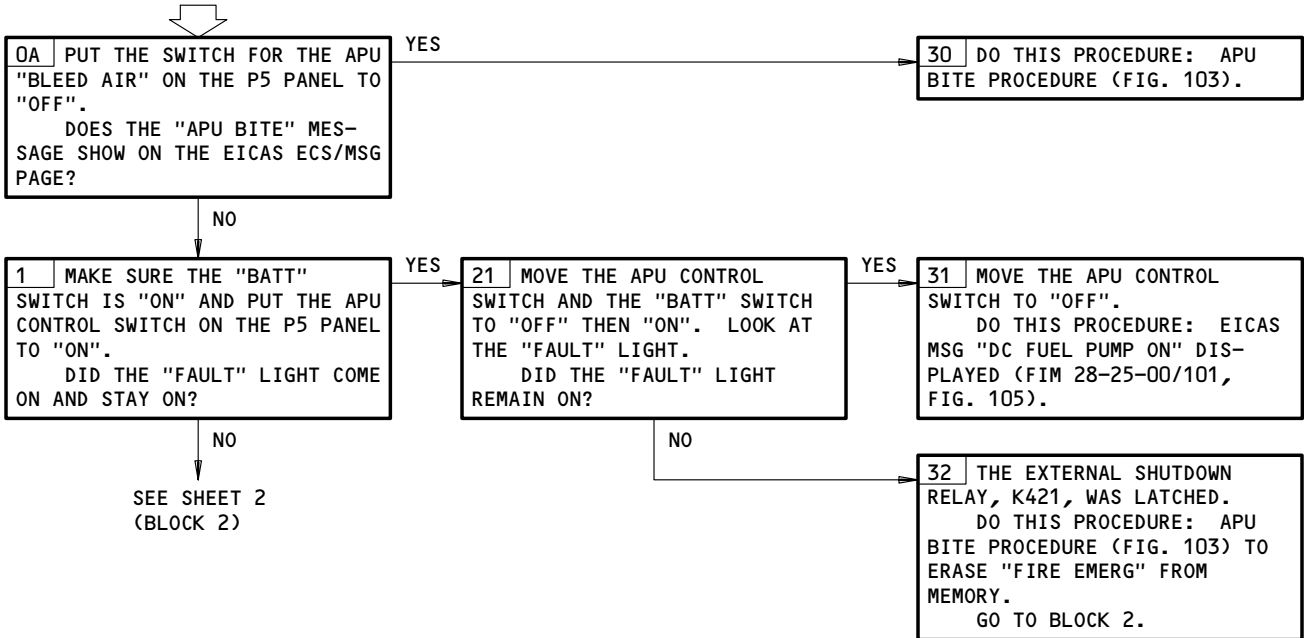 0A PUT THE SWITCH FOR THE APU
"BLEED AIR" ON THE P5 PANEL TO
"OFF".
DOES THE "APU BITE" MES-
SAGE SHOW ON THE EICAS ECS/MSG
PAGE?
YES
30 DO THIS PROCEDURE: APU
BITE PROCEDURE (FIG. 103).
NO
1 MAKE SURE THE "BATT"
SWITCH IS "ON" AND PUT THE APU
CONTROL SWITCH ON THE P5 PANEL
TO "ON".
DID THE "FAULT" LIGHT COME
ON AND STAY ON?
YES
21 MOVE THE APU CONTROL
SWITCH AND THE "BATT" SWITCH
TO "OFF" THEN "ON". LOOK AT
THE "FAULT" LIGHT.
DID THE "FAULT" LIGHT
REMAIN ON?
YES
31 MOVE THE APU CONTROL
SWITCH TO "OFF".
DO THIS PROCEDURE: EICAS
MSG "DC FUEL PUMP ON" DIS-
PLAYED (FIM 28-25-00/101,
FIG. 105).
NO
SEE SHEET 2
(BLOCK 2)
NO
32 THE EXTERNAL SHUTDOWN
RELAY, K421, WAS LATCHED.
DO THIS PROCEDURE: APU
BITE PROCEDURE (FIG. 103) TO
ERASE "FIRE EMERG" FROM
MEMORY.
GO TO BLOCK 2.